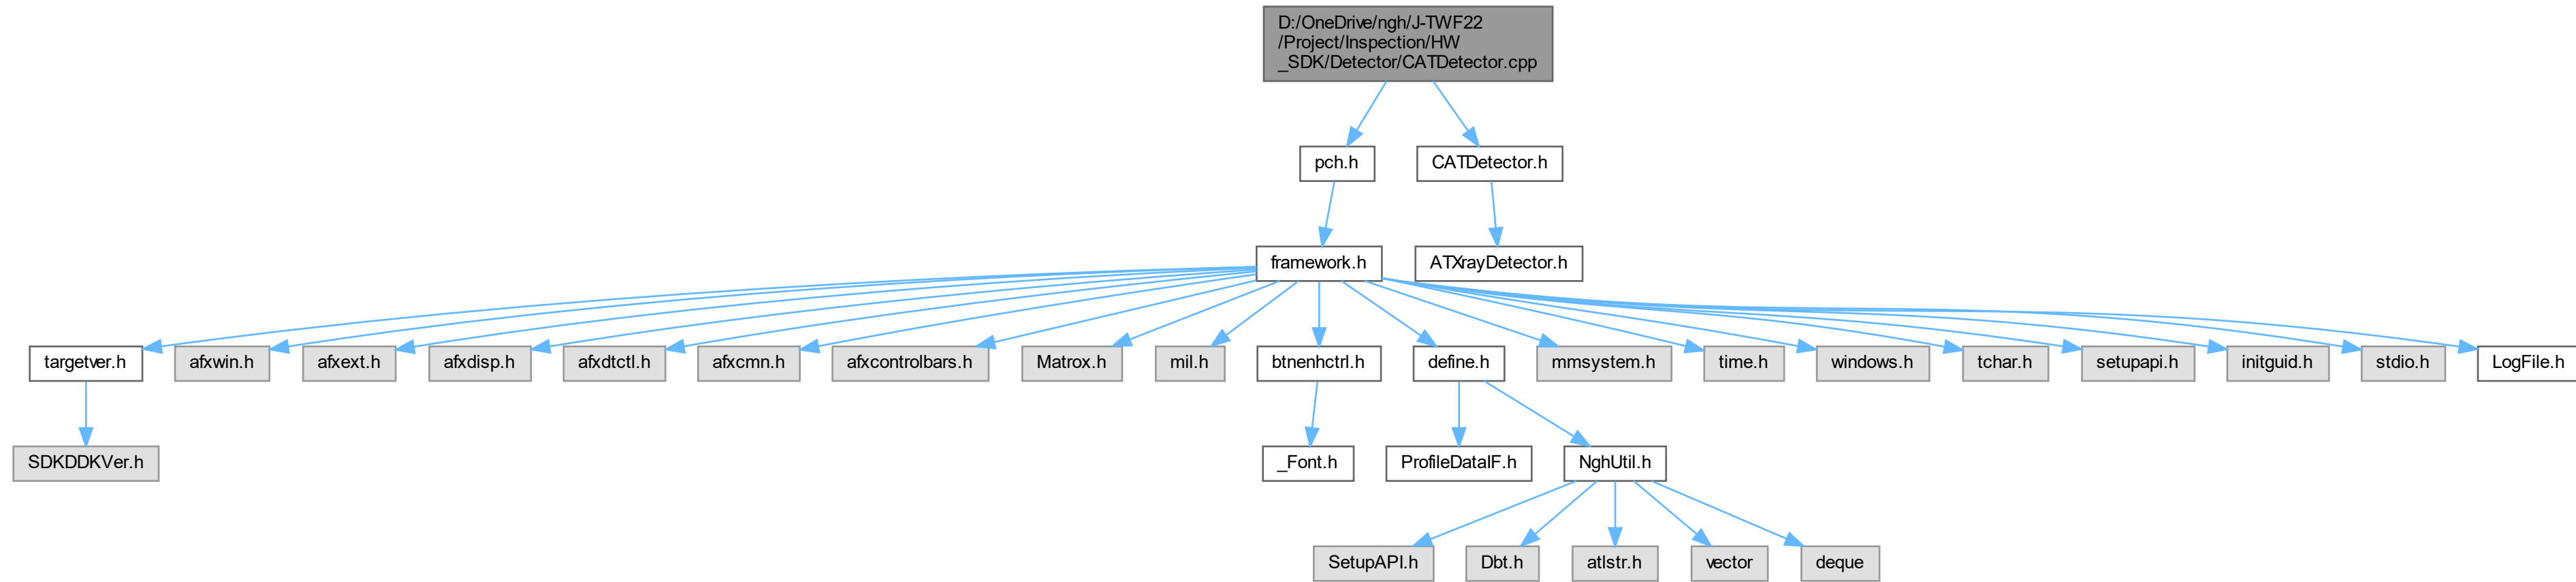 D:/OneDrive/ngh/J-TWF22
/Project/Inspection/HW
_SDK/Detector/CATDetector.cpp
pch.h
CATDetector.h
framework.h
ATXrayDetector.h
targetver.h
afxwin.h
afxext.h
afxdisp.h
afxdtctl.h
afxcmn.h
afxcontrolbars.h
Matrox.h
mil.h
btnenhctrl.h
define.h
mmsystem.h
time.h
windows.h
tchar.h
setupapi.h
initguid.h
stdio.h
LogFile.h
SDKDDKVer.h
_Font.h
ProfileDataIF.h
NghUtil.h
SetupAPI.h
Dbt.h
atlstr.h
vector
deque